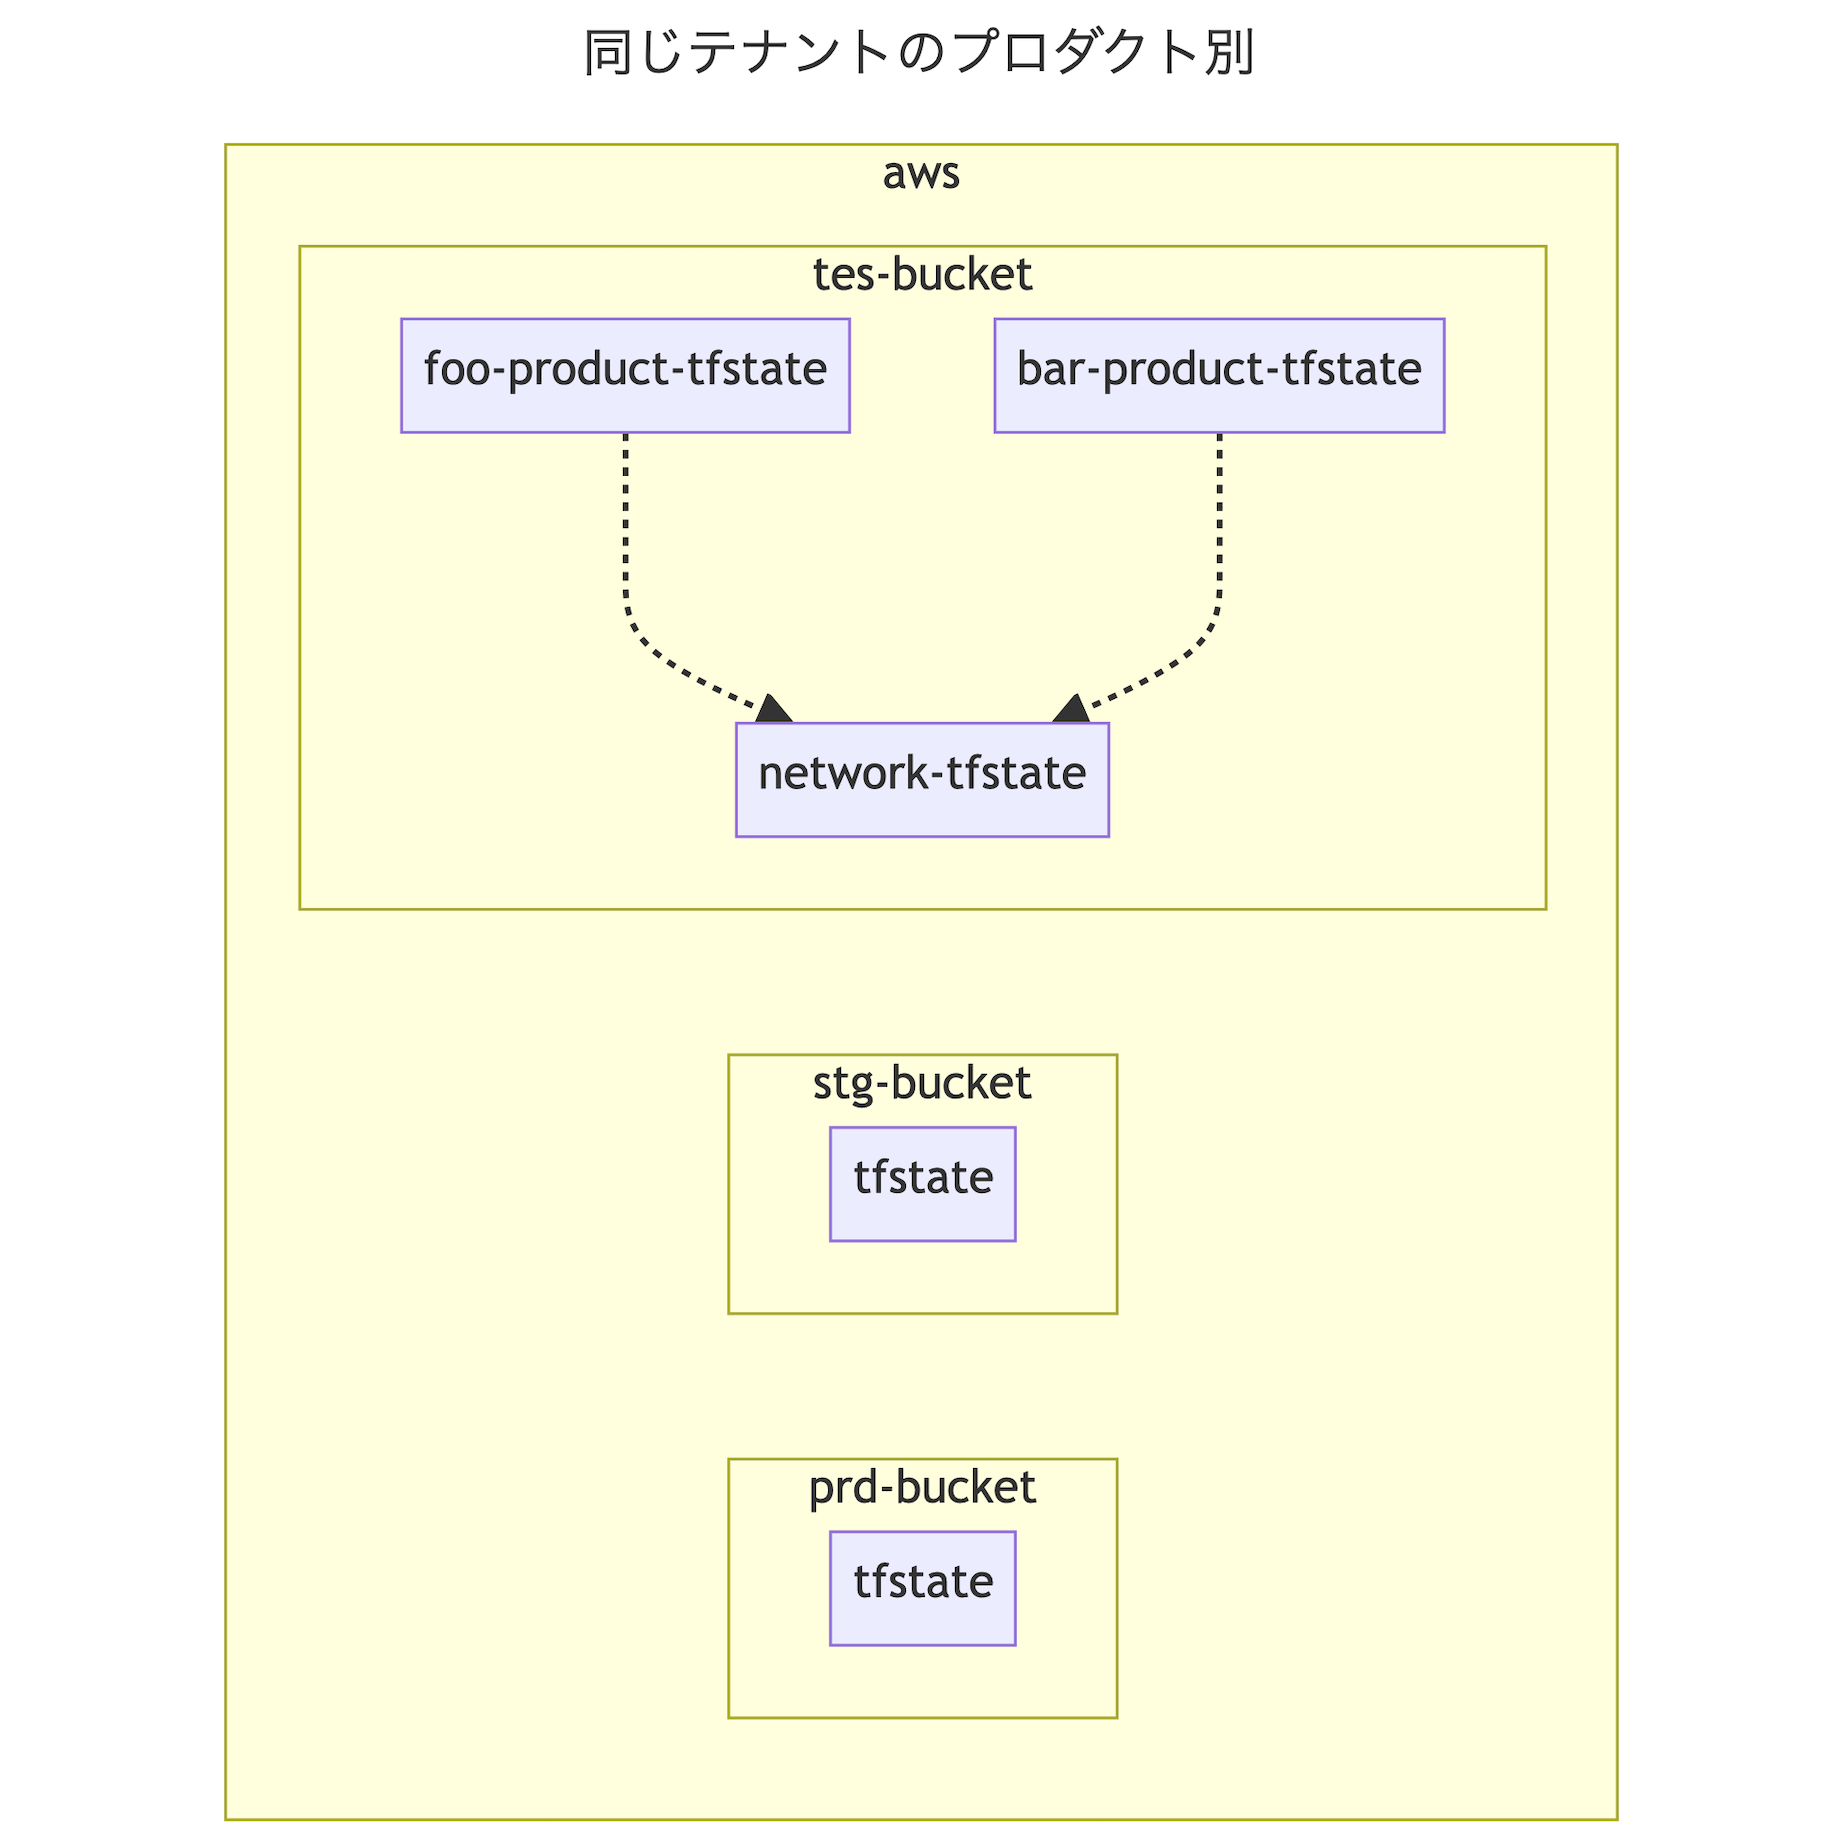 同じテナントのプロダクト別
aws
tes-bucket
foo-product-tfstate
bar-product-tfstate
network-tfstate
stg-bucket
tfstate
prd-bucket
tfstate